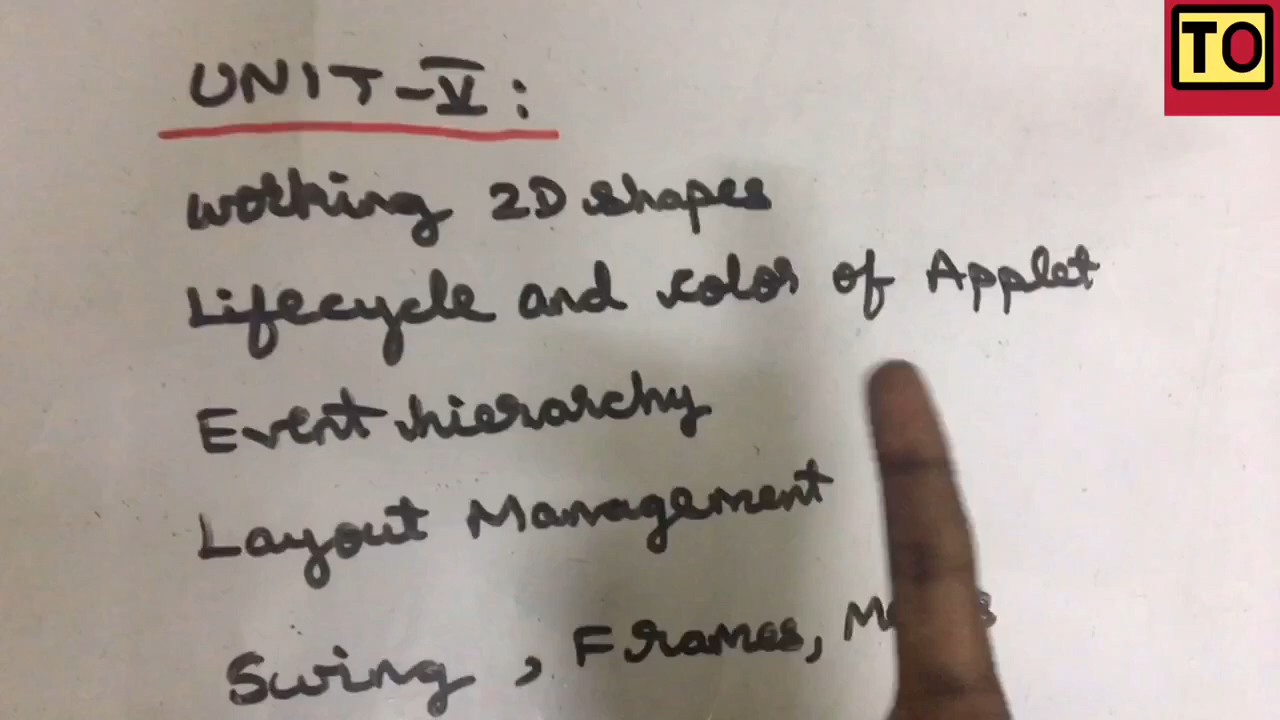 TO
UNIT-V:
working 2D shapes
Lifecycle and color of Applet
Event hierarchy
Layout Management
Swing, Frames,